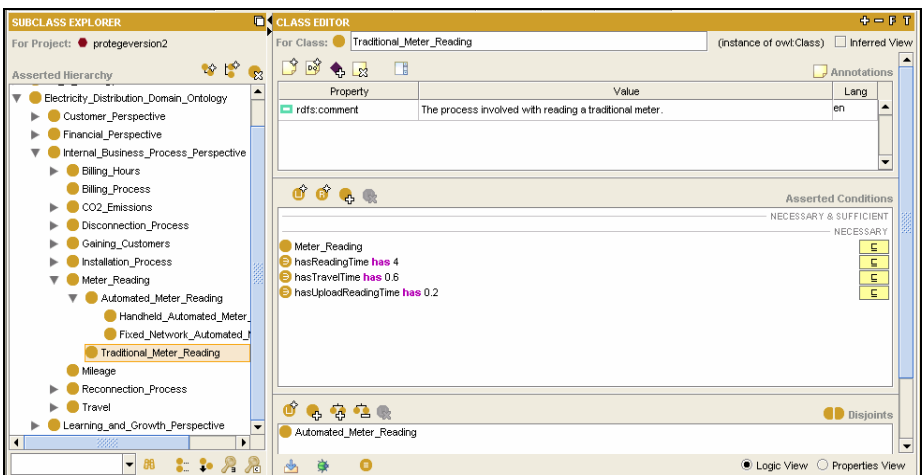 SUBCLASS EXPLORER
For Project: protegeversion2
Asserted Hierarchy
Electricity_Distribution_Domain_Ontology
Customer_Perspective
Financial_Perspective
Internal_Business_Process_Perspective
Billing_Hours
Billing_Process
CO2_Emissions
Disconnection_Process
Gaining_Customers
Installation_Process
Meter_Reading
Automated_Meter_Reading
Handheld_Automated_Meter_
Fixed_Network_Automated_
Traditional_Meter_Reading
Mileage
Reconnection_Process
Travel
Learning_and_Growth_Perspective
CLASS EDITOR
For Class: Traditional_Meter_Reading (instance of owl:Class) Inferred View
Annotations
Property Value Lang
rdfs:comment The process involved with reading a traditional meter. en
Asserted Conditions
NECESSARY & SUFFICIENT
NECESSARY
Meter_Reading
hasReadingTime has 4
hasTravelTime has 0.6
hasUploadReadingTime has 0.2
Disjoints
Automated_Meter_Reading
Logic View Properties View